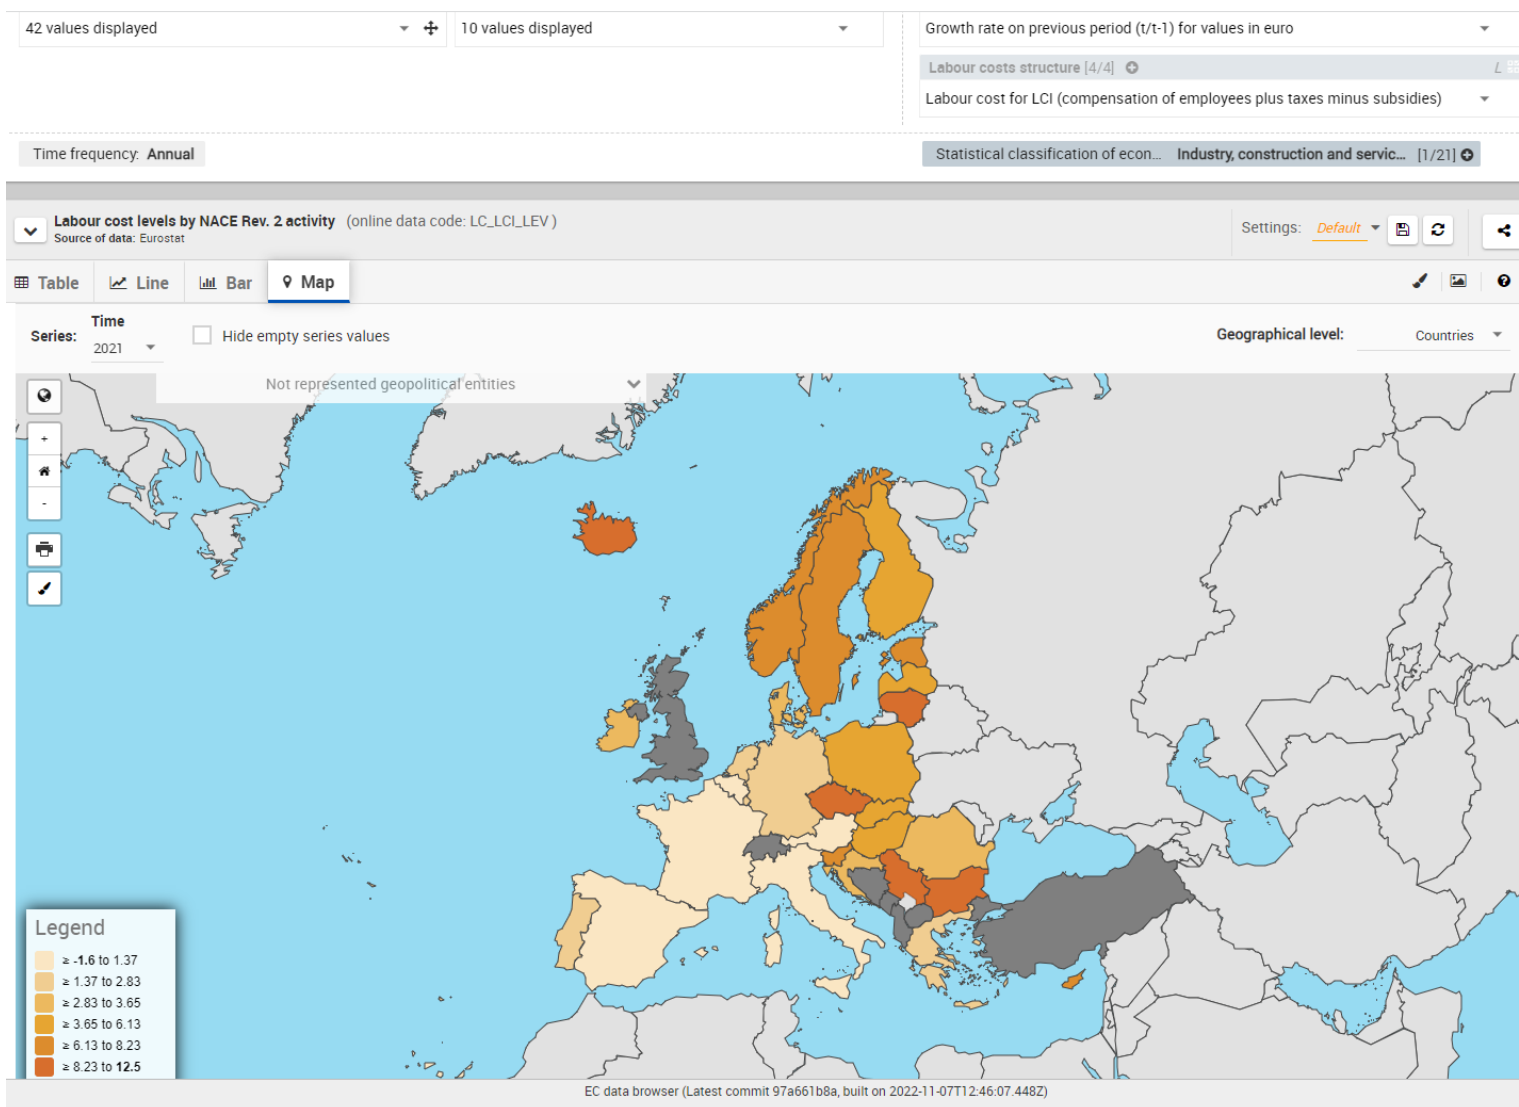 42 values displayed
10 values displayed
Growth rate on previous period (t/t-1) for values in euro
Labour costs structure [4/4]
L
Labour cost for LCI (compensation of employees plus taxes minus subsidies)
Time frequency: Annual
Statistical classification of econ... Industry, construction and servic... [1/21]
Labour cost levels by NACE Rev. 2 activity (online data code: LC_LCI_LEV )
Source of data: Eurostat
Settings: Default
Table
Line
Bar
Map
Series:
Time
2021
Hide empty series values
Geographical level:
Countries
Not represented geopolitical entities
+
-
Legend
≥ -1.6 to 1.37
≥ 1.37 to 2.83
≥ 2.83 to 3.65
≥ 3.65 to 6.13
≥ 6.13 to 8.23
≥ 8.23 to 12.5
EC data browser (Latest commit 97a661b8a, built on 2022-11-07T12:46:07.448Z)